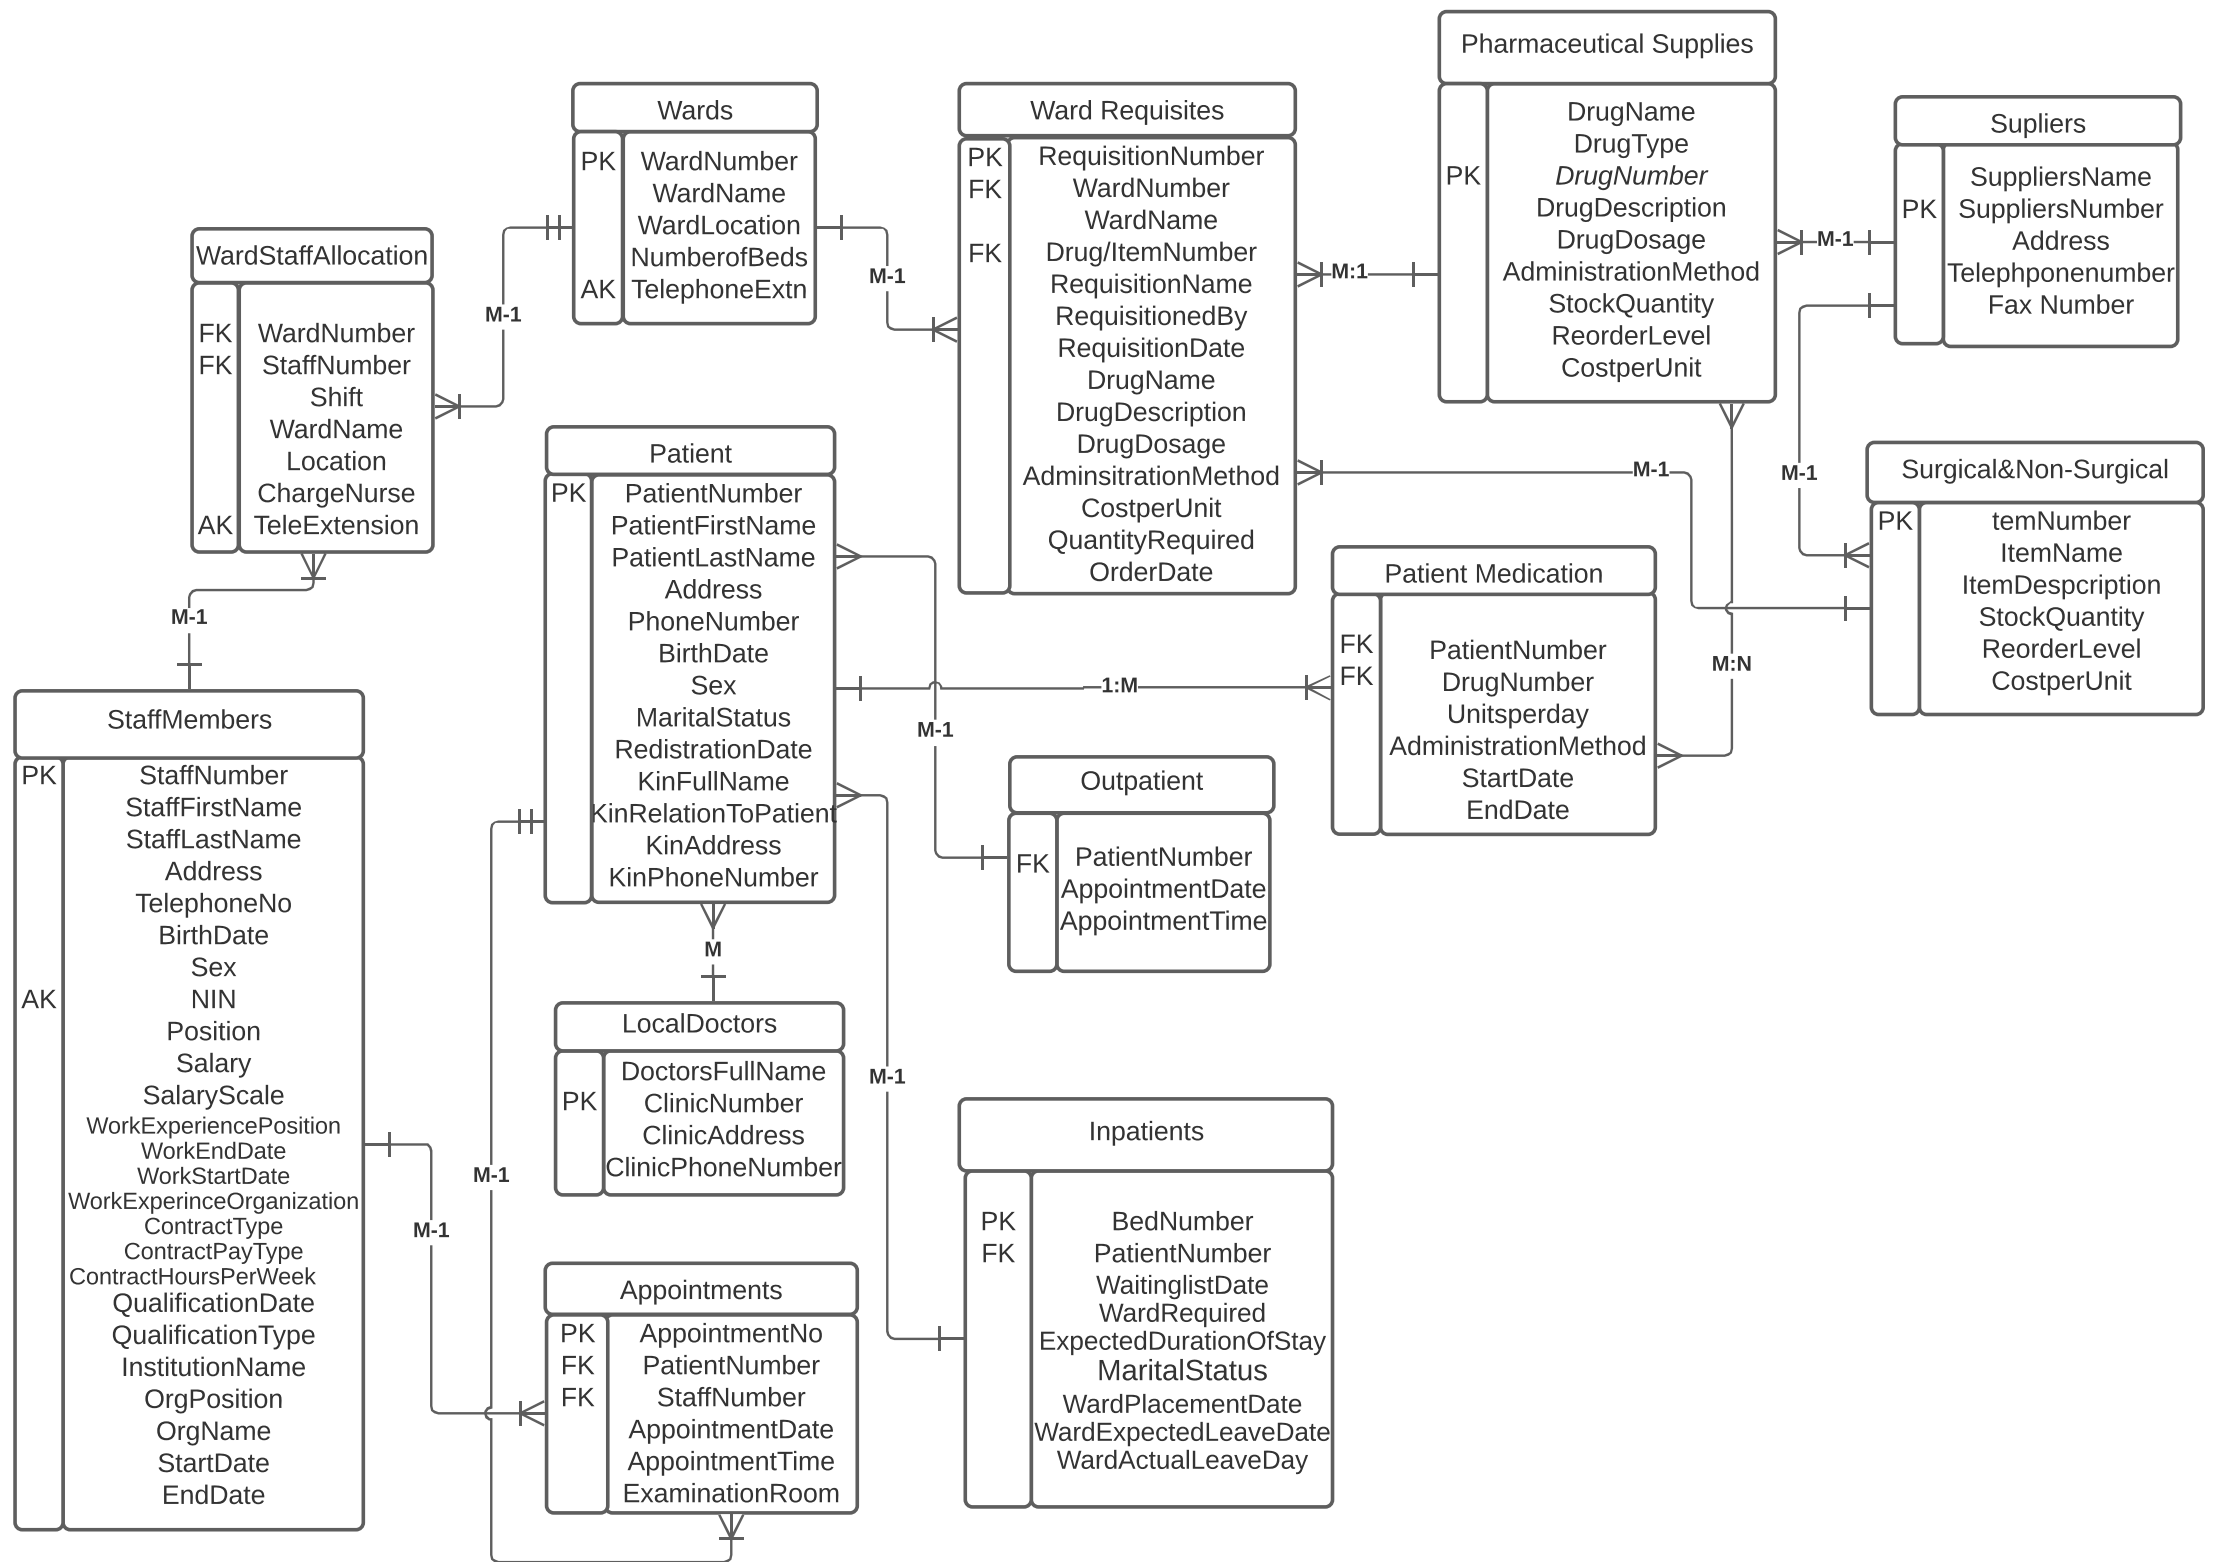 Pharmaceutical Supplies
PK
DrugName
DrugType
DrugNumber
DrugDescription
DrugDosage
AdministrationMethod
StockQuantity
ReorderLevel
CostperUnit
Wards
PK
AK
WardNumber
WardName
WardLocation
NumberofBeds
TelephoneExtn
Ward Requisites
PK
FK
FK
RequisitionNumber
WardNumber
WardName
Drug/ItemNumber
RequisitionName
RequisitionedBy
RequisitionDate
DrugName
DrugDescription
DrugDosage
AdminsitrationMethod
CostperUnit
QuantityRequired
OrderDate
Supliers
PK
SuppliersName
SuppliersNumber
Address
Telephponenumber
Fax Number
WardStaffAllocation
FK
FK
AK
WardNumber
StaffNumber
Shift
WardName
Location
ChargeNurse
TeleExtension
M-1
M-1
M:1
M-1
M-1
M-1
Patient
PK
PatientNumber
PatientFirstName
PatientLastName
Address
PhoneNumber
BirthDate
Sex
MaritalStatus
RedistrationDate
KinFullName
KinRelationToPatient
KinAddress
KinPhoneNumber
Surgical&Non-Surgical
PK
temNumber
ItemName
ItemDespcription
StockQuantity
ReorderLevel
CostperUnit
Patient Medication
FK
FK
PatientNumber
DrugNumber
Unitsperday
AdministrationMethod
StartDate
EndDate
M-1
1:M
M:N
M-1
StaffMembers
PK
AK
StaffNumber
StaffFirstName
StaffLastName
Address
TelephoneNo
BirthDate
Sex
NIN
Position
Salary
SalaryScale
WorkExperiencePosition
WorkEndDate
WorkStartDate
WorkExperinceOrganization
ContractType
ContractPayType
ContractHoursPerWeek
QualificationDate
QualificationType
InstitutionName
OrgPosition
OrgName
StartDate
EndDate
Outpatient
FK
PatientNumber
AppointmentDate
AppointmentTime
M
LocalDoctors
PK
DoctorsFullName
ClinicNumber
ClinicAddress
ClinicPhoneNumber
M-1
M-1
M-1
Inpatients
PK
FK
BedNumber
PatientNumber
WaitinglistDate
WardRequired
ExpectedDurationOfStay
MaritalStatus
WardPlacementDate
WardExpectedLeaveDate
WardActualLeaveDay
Appointments
PK
FK
FK
AppointmentNo
PatientNumber
StaffNumber
AppointmentDate
AppointmentTime
ExaminationRoom